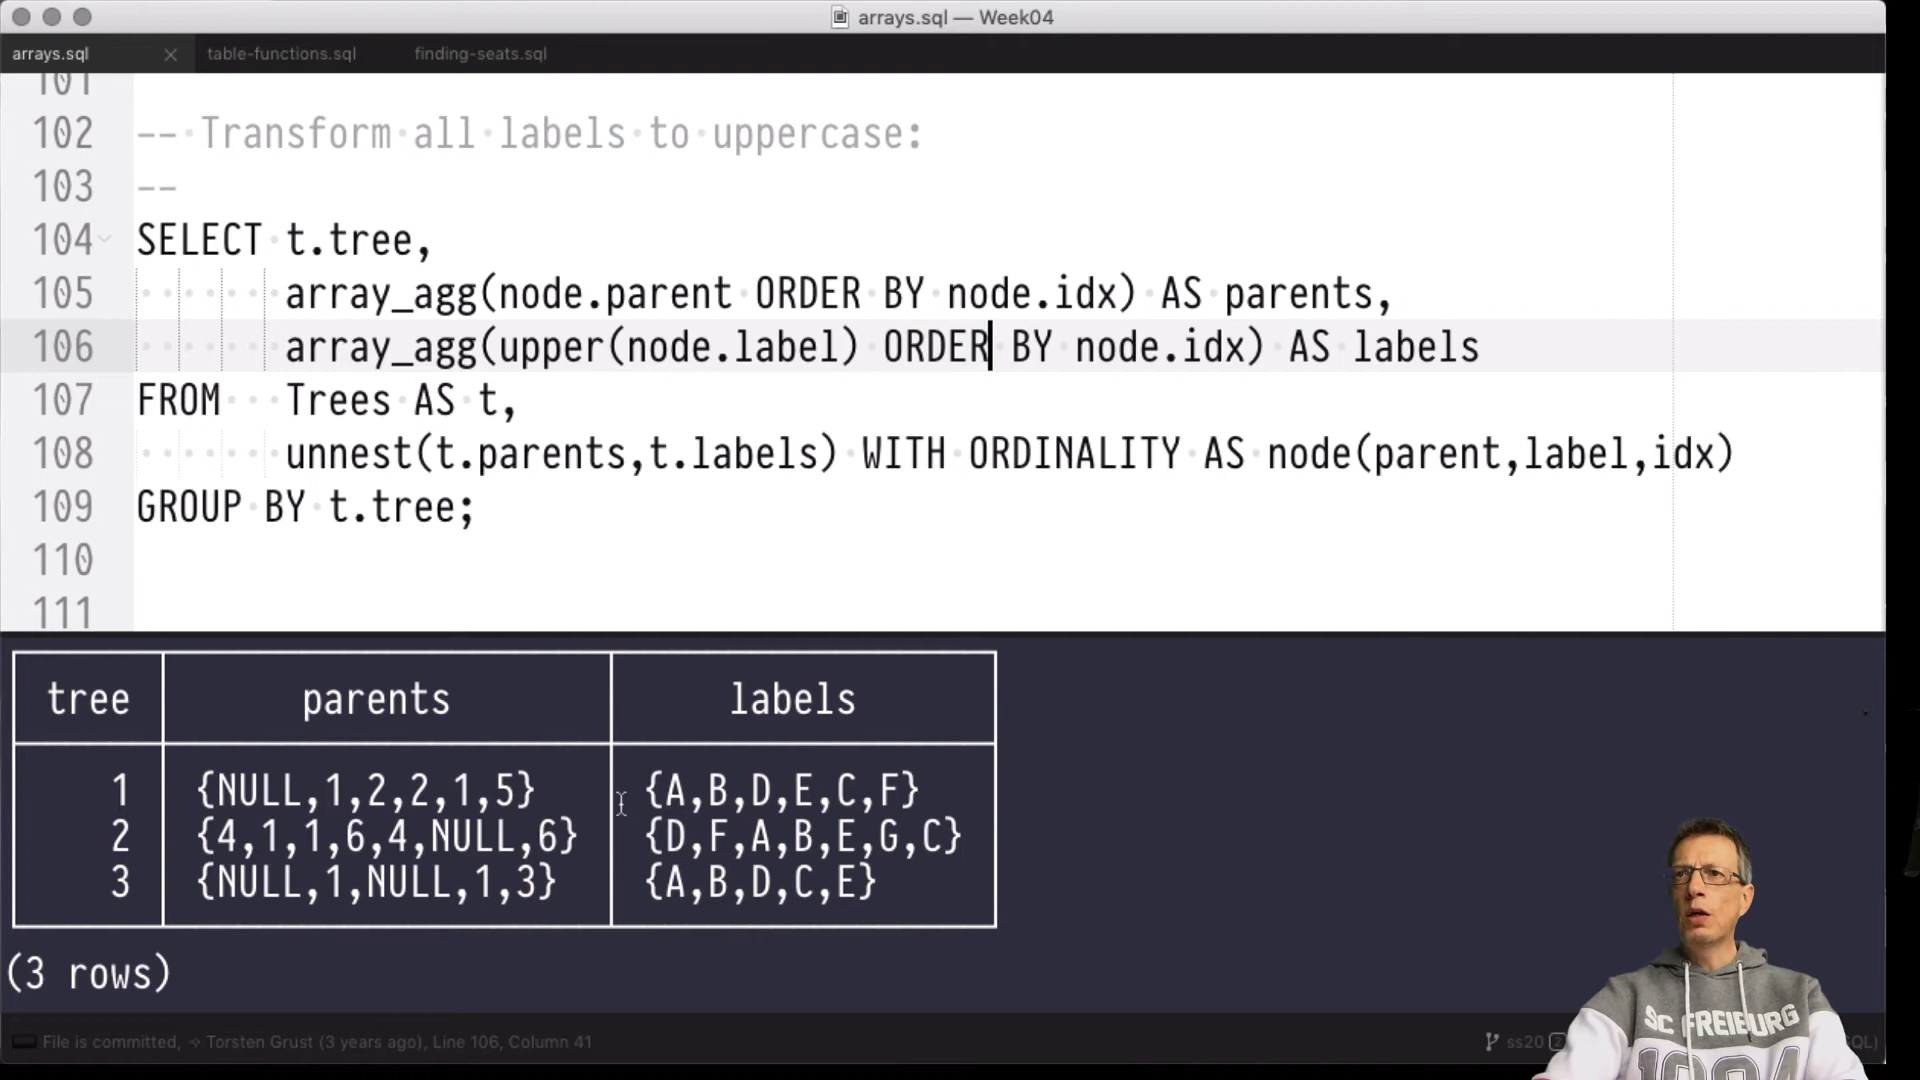 arrays.sql — Week04
arrays.sql table-functions.sql finding-seats.sql
101
102 -- Transform all labels to uppercase:
103 --
104 SELECT t.tree,
105 array_agg(node.parent ORDER BY node.idx) AS parents,
106 array_agg(upper(node.label) ORDER BY node.idx) AS labels
107 FROM Trees AS t,
108 unnest(t.parents,t.labels) WITH ORDINALITY AS node(parent,label,idx)
109 GROUP BY t.tree;
110
111
tree parents labels
1 {NULL,1,2,2,1,5} {A,B,D,E,C,F}
2 {4,1,1,6,4,NULL,6} {D,F,A,B,E,G,C}
3 {NULL,1,NULL,1,3} {A,B,D,C,E}
(3 rows)
File is committed, Torsten Grust (3 years ago), Line 106, Column 41
ss20
SC FREIBURG